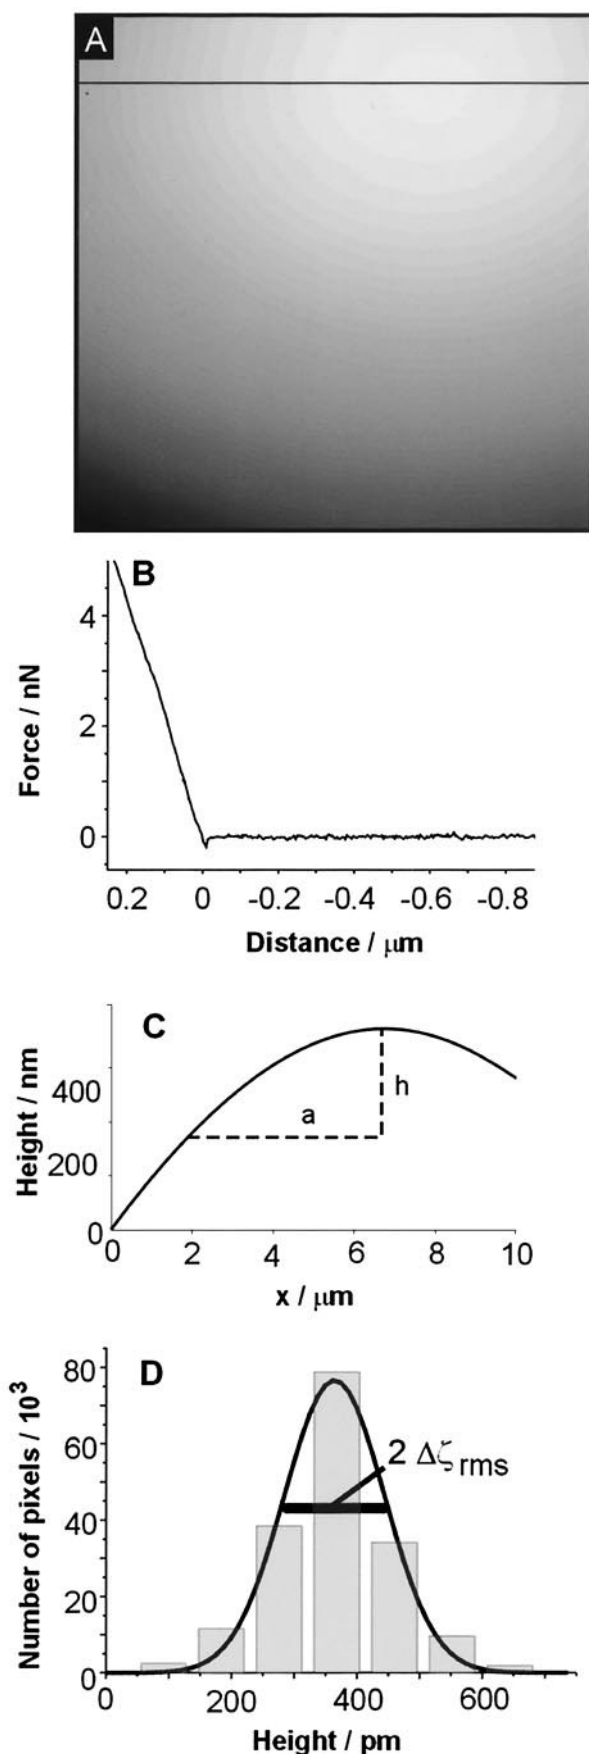 A
B
4
2
0
Force / nN
0.2 0 -0.2 -0.4 -0.6 -0.8
Distance / μm
C
400
200
0
Height / nm
a
h
0 2 4 6 8 10
x / μm
D
80
60
40
20
0
Number of pixels / 10³
2 Δζrms
0 200 400 600
Height / pm